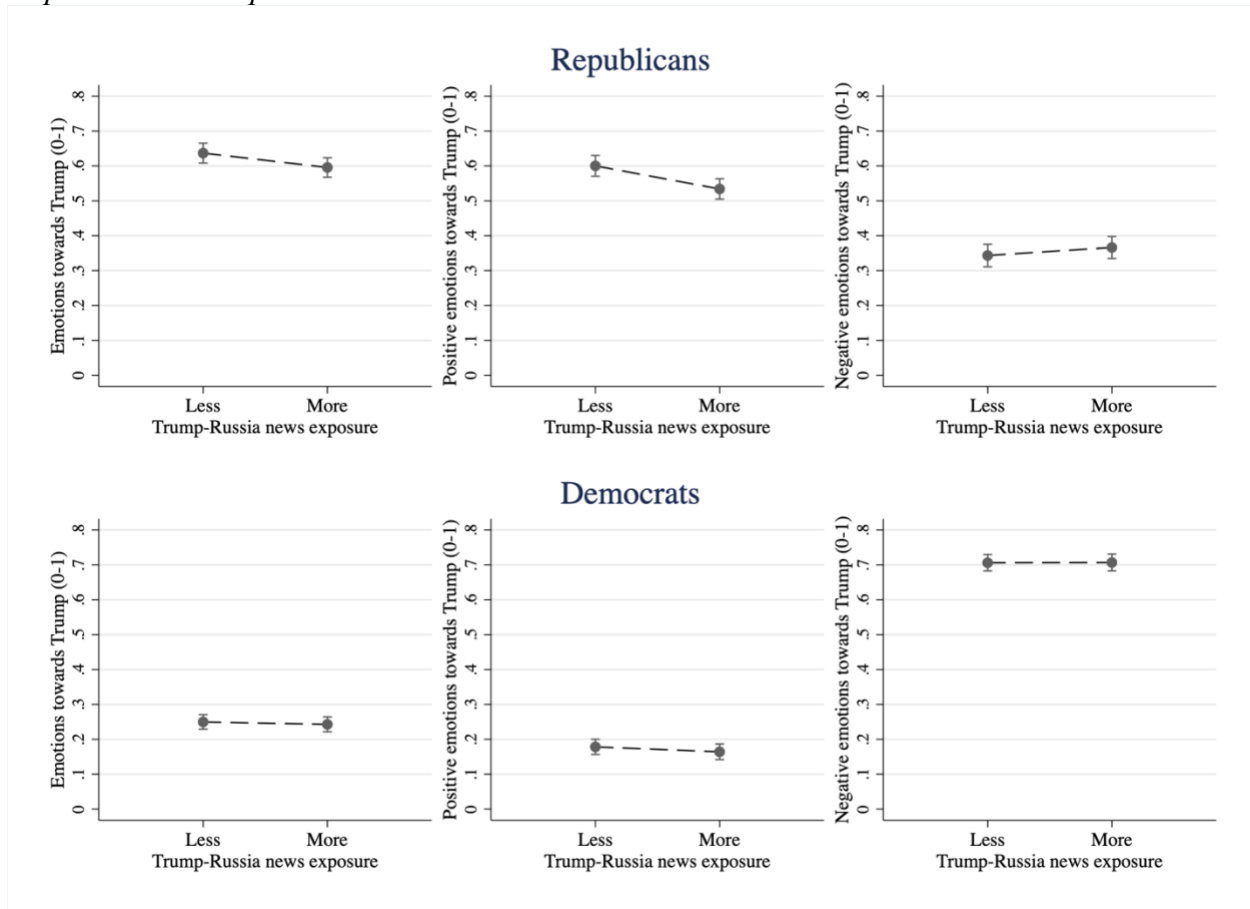 Republicans
Emotions towards Trump (0-1)
.8
.7
.6
.5
.4
.3
.2
.1
0
Less More
Trump-Russia news exposure
Positive emotions towards Trump (0-1)
.8
.7
.6
.5
.4
.3
.2
.1
0
Less More
Trump-Russia news exposure
Negative emotions towards Trump (0-1)
.8
.7
.6
.5
.4
.3
.2
.1
0
Less More
Trump-Russia news exposure
Democrats
Emotions towards Trump (0-1)
.8
.7
.6
.5
.4
.3
.2
.1
0
Less More
Trump-Russia news exposure
Positive emotions towards Trump (0-1)
.8
.7
.6
.5
.4
.3
.2
.1
0
Less More
Trump-Russia news exposure
Negative emotions towards Trump (0-1)
.8
.7
.6
.5
.4
.3
.2
.1
0
Less More
Trump-Russia news exposure